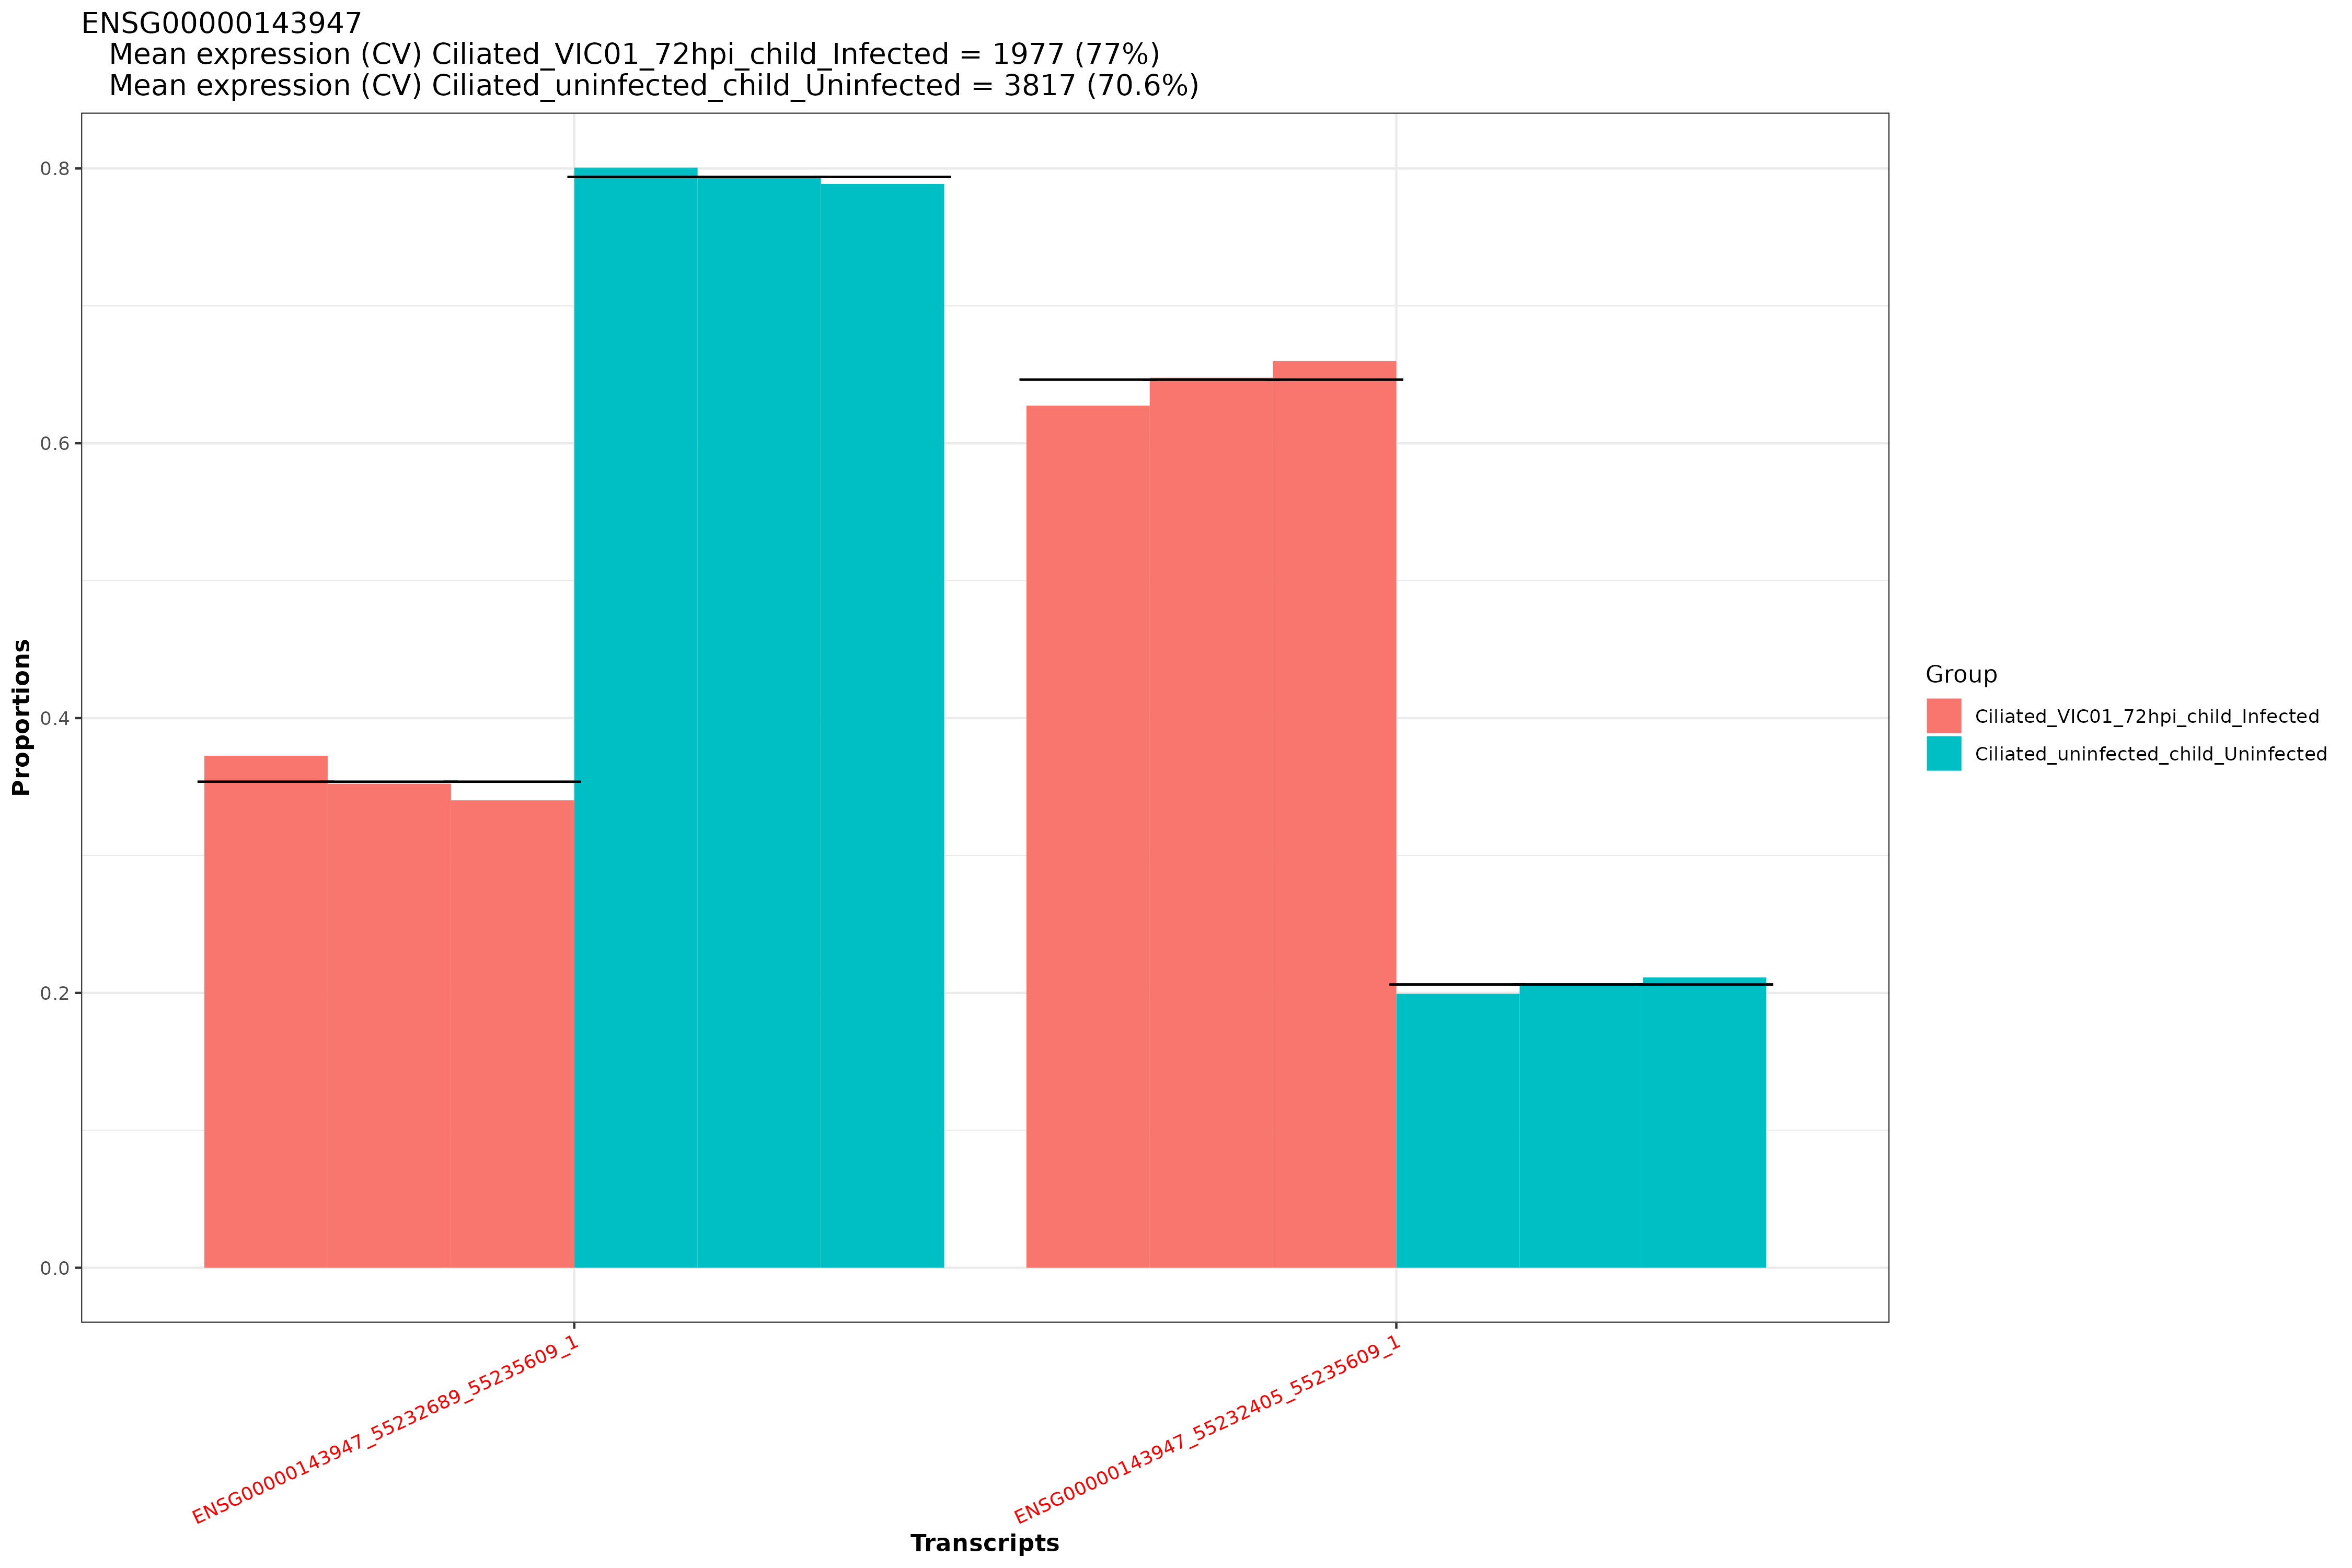 ENSG00000143947
Mean expression (CV) Ciliated_VIC01_72hpi_child_Infected = 1977 (77%)
Mean expression (CV) Ciliated_uninfected_child_Uninfected = 3817 (70.6%)
Proportions
0.8
0.6
0.4
0.2
0.0
ENSG00000143947_55232689_55235609_1
ENSG00000143947_55232405_55235609_1
Transcripts
Group
Ciliated_VIC01_72hpi_child_Infected
Ciliated_uninfected_child_Uninfected